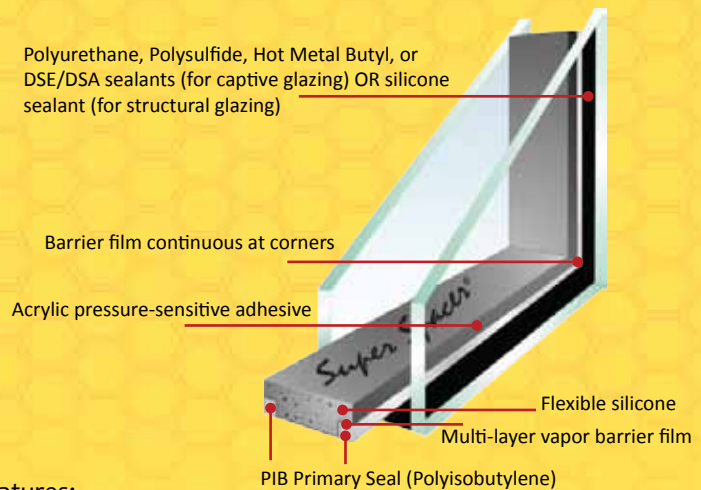 Polyurethane, Polysulfide, Hot Metal Butyl, or
DSE/DSA sealants (for captive glazing) OR silicone
sealant (for structural glazing)
Barrier film continuous at corners
Acrylic pressure-sensitive adhesive
Super Spacer®
Flexible silicone
Multi-layer vapor barrier film
PIB Primary Seal (Polyisobutylene)